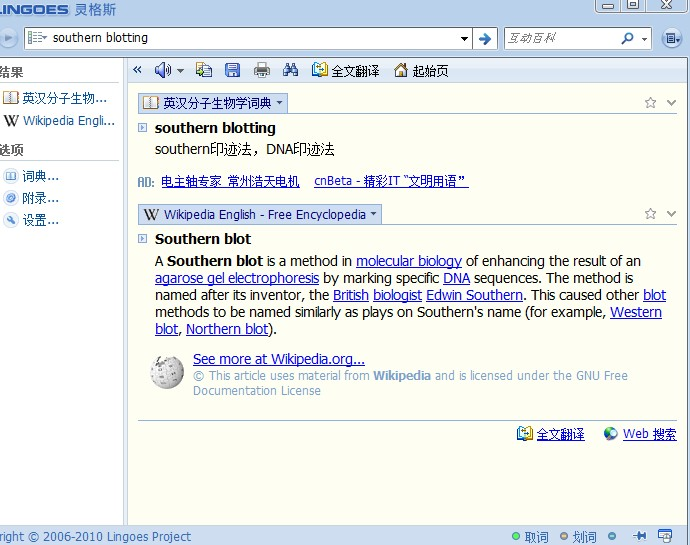 LINGOES 灵格斯
southern blotting
互动百科
结果
英汉分子生物...
Wikipedia Engli...
选项
词典...
附录...
设置...
全文翻译
起始页
英汉分子生物学词典
southern blotting
southern印迹法，DNA印迹法
AD: 电主轴专家 常州浩天电机 cnBeta - 精彩IT “文明用语”
Wikipedia English - Free Encyclopedia
Southern blot
A Southern blot is a method in molecular biology of enhancing the result of an
agarose gel electrophoresis by marking specific DNA sequences. The method is
named after its inventor, the British biologist Edwin Southern. This caused other blot
methods to be named similarly as plays on Southern's name (for example, Western
blot, Northern blot).
See more at Wikipedia.org...
© This article uses material from Wikipedia and is licensed under the GNU Free
Documentation License
全文翻译 Web 搜索
right © 2006-2010 Lingoes Project
取词 划词